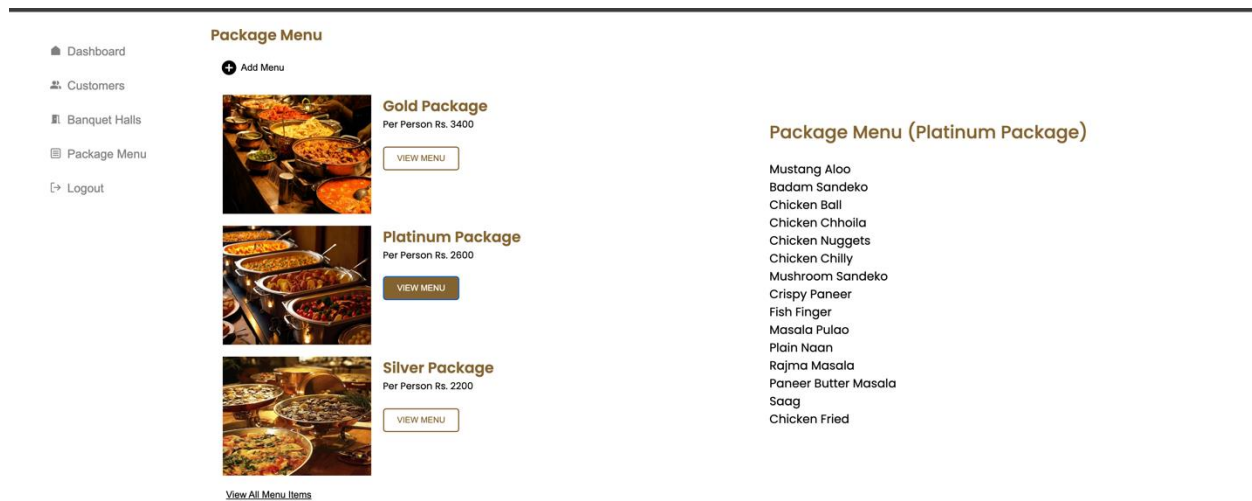 Dashboard
Customers
Banquet Halls
Package Menu
Logout
Package Menu
Add Menu
Gold Package
Per Person Rs. 3400
VIEW MENU
Platinum Package
Per Person Rs. 2600
VIEW MENU
Silver Package
Per Person Rs. 2200
VIEW MENU
View All Menu Items
Package Menu (Platinum Package)
Mustang Aloo
Badam Sandeko
Chicken Ball
Chicken Chhoila
Chicken Nuggets
Chicken Chilly
Mushroom Sandeko
Crispy Paneer
Fish Finger
Masala Pulao
Plain Naan
Rajma Masala
Paneer Butter Masala
Saag
Chicken Fried